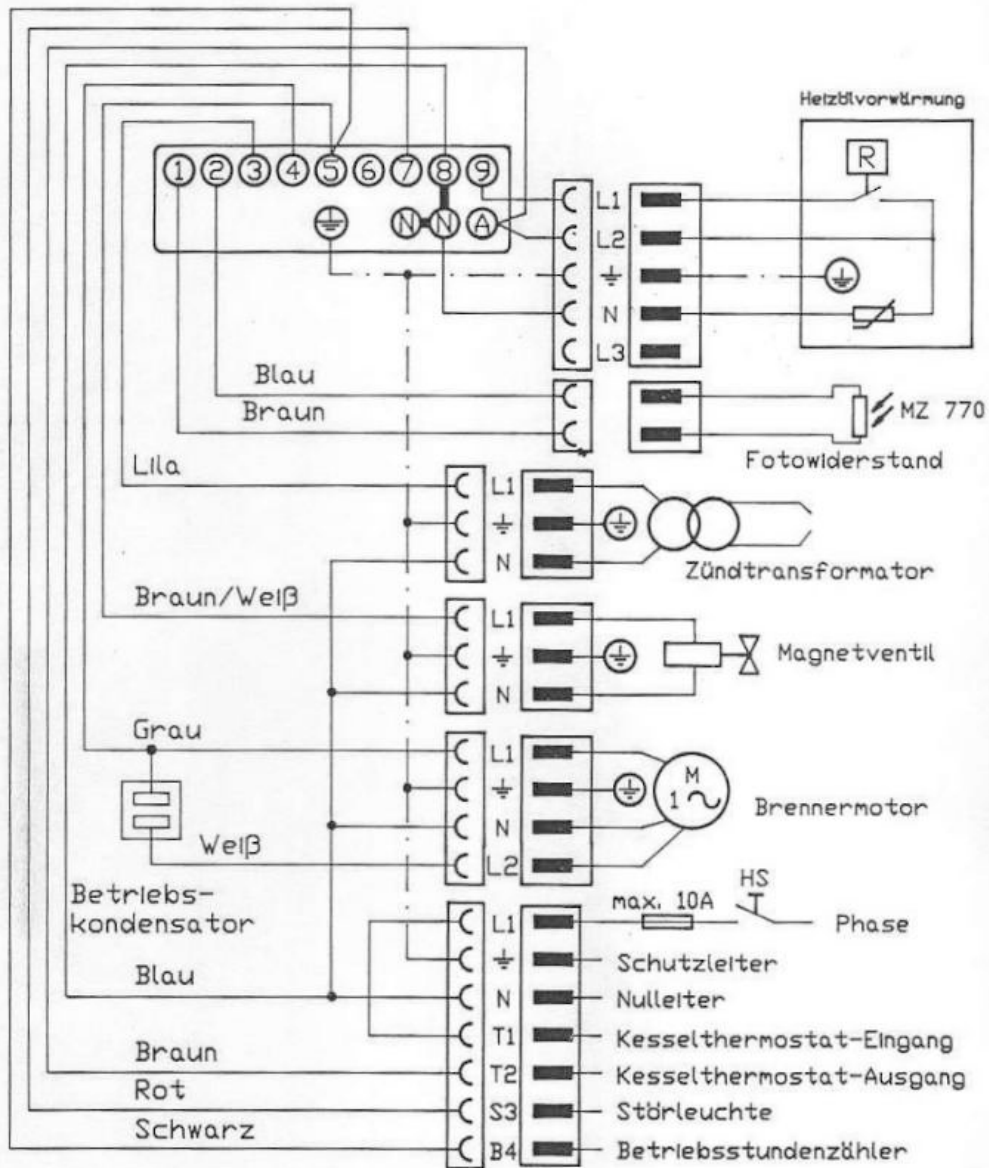 Heizölvorwärmung
R
1 2 3 4 5 6 7 8 9
N N A
L1
L2
N
L3
Blau
Braun
MZ 770
Fotowiderstand
Lila
L1
N
Zündtransformator
Braun/Weiß
L1
N
Magnetventil
Grau
L1
M
1
N
Brennermotor
Weiß
L2
Betriebs-
kondensator
HS
max. 10A
L1
Phase
Schutzleiter
Blau
N
Nulleiter
T1
Kesselthermostat-Eingang
Braun
T2
Kesselthermostat-Ausgang
Rot
S3
Störleuchte
Schwarz
B4
Betriebsstundenzähler